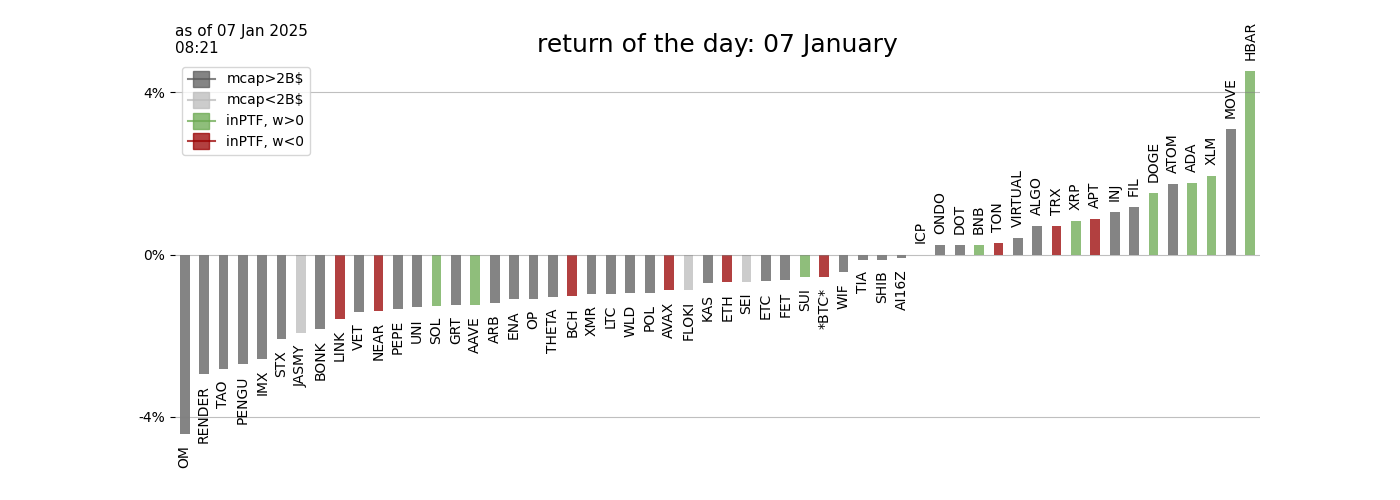 as of 07 Jan 2025
08:21
return of the day: 07 January
mcap>2B$
mcap<2B$
inPTF, w>0
inPTF, w<0
4%
0%
-4%
OM
RENDER
TAO
PENGU
IMX
STX
JASMY
BONK
LINK
VET
NEAR
PEPE
UNI
SOL
GRT
AAVE
ARB
ENA
OP
THETA
BCH
XMR
LTC
WLD
POL
AVAX
FLOKI
KAS
ETH
SEI
ETC
FET
SUI
*BTC*
WIF
TIA
SHIB
AI16Z
ICP
ONDO
DOT
BNB
TON
VIRTUAL
ALGO
TRX
XRP
APT
INJ
FIL
DOGE
ATOM
ADA
XLM
MOVE
HBAR